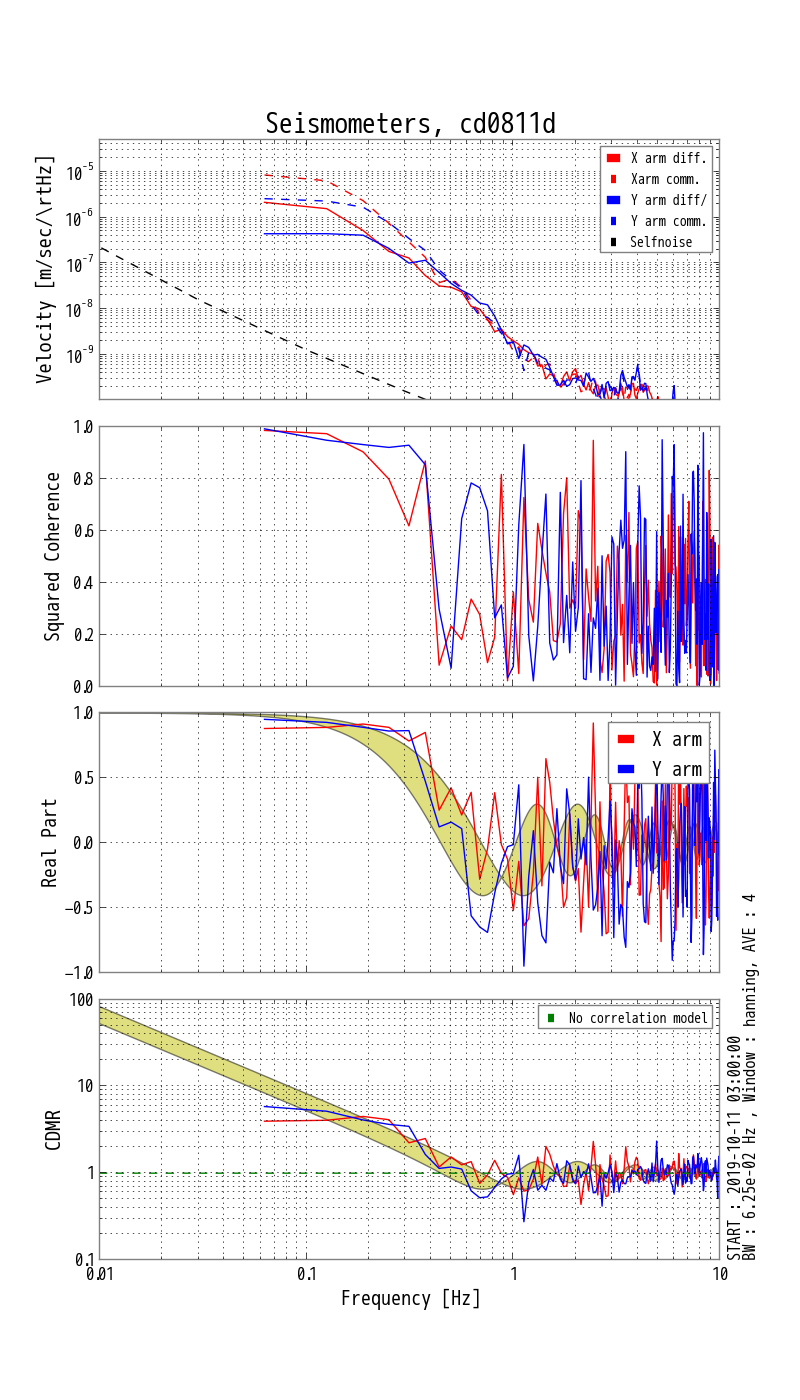 Seismometers, cd0811d
Velocity [m/sec/\rtHz]
10^-5
10^-6
10^-7
10^-8
10^-9
X arm diff.
Xarm comm.
Y arm diff/
Y arm comm.
Selfnoise
Squared Coherence
1.0
0.8
0.6
0.4
0.2
0.0
Real Part
1.0
0.5
0.0
−0.5
−1.0
X arm
Y arm
CDMR
100
10
1
0.1
No correlation model
0.01
0.1
1
10
Frequency [Hz]
START : 2019-10-11 03:00:00
BW : 6.25e-02 Hz , Window : hanning, AVE : 4